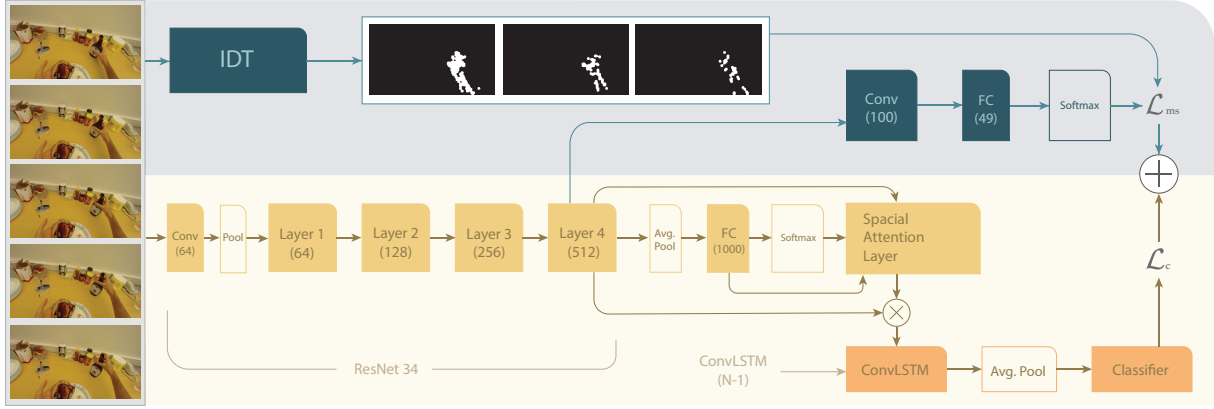 IDT
Conv
(100)
FC
(49)
Softmax
ℒms
Conv
(64)
Pool
Layer 1
(64)
Layer 2
(128)
Layer 3
(256)
Layer 4
(512)
Avg.
Pool
FC
(1000)
Softmax
Spacial
Attention
Layer
ℒc
ResNet 34
ConvLSTM
(N-1)
ConvLSTM
Avg. Pool
Classifier